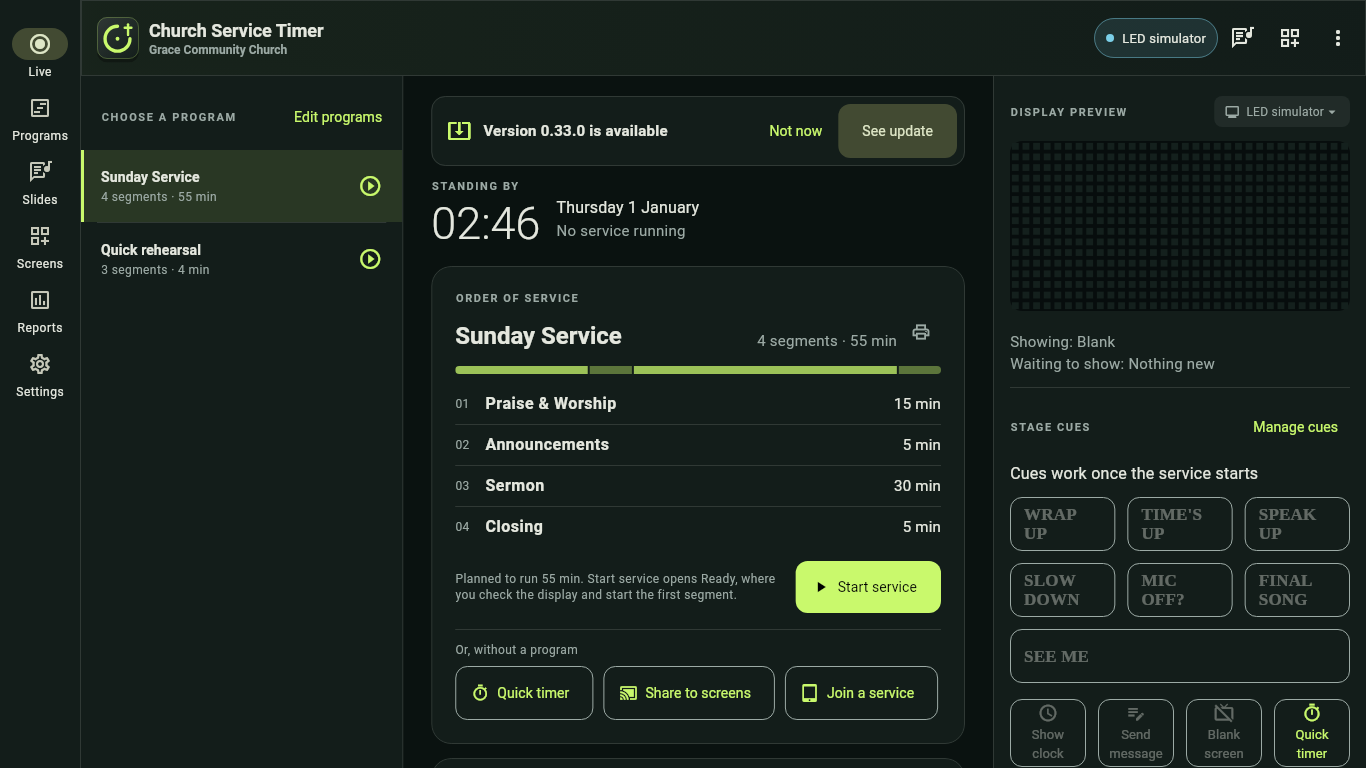 Live
Programs
Slides
Screens
Reports
Settings
Church Service Timer
Grace Community Church
LED simulator
CHOOSE A PROGRAM
Edit programs
Sunday Service
4 segments · 55 min
Quick rehearsal
3 segments · 4 min
Version 0.33.0 is available
Not now
See update
STANDING BY
02:46
Thursday 1 January
No service running
ORDER OF SERVICE
Sunday Service
4 segments · 55 min
01 Praise & Worship 15 min
02 Announcements 5 min
03 Sermon 30 min
04 Closing 5 min
Planned to run 55 min. Start service opens Ready, where
you check the display and start the first segment.
Start service
Or, without a program
Quick timer
Share to screens
Join a service
DISPLAY PREVIEW
LED simulator
Showing: Blank
Waiting to show: Nothing new
STAGE CUES
Manage cues
Cues work once the service starts
WRAP
UP
TIME'S
UP
SPEAK
UP
SLOW
DOWN
MIC
OFF?
FINAL
SONG
SEE ME
Show
clock
Send
message
Blank
screen
Quick
timer